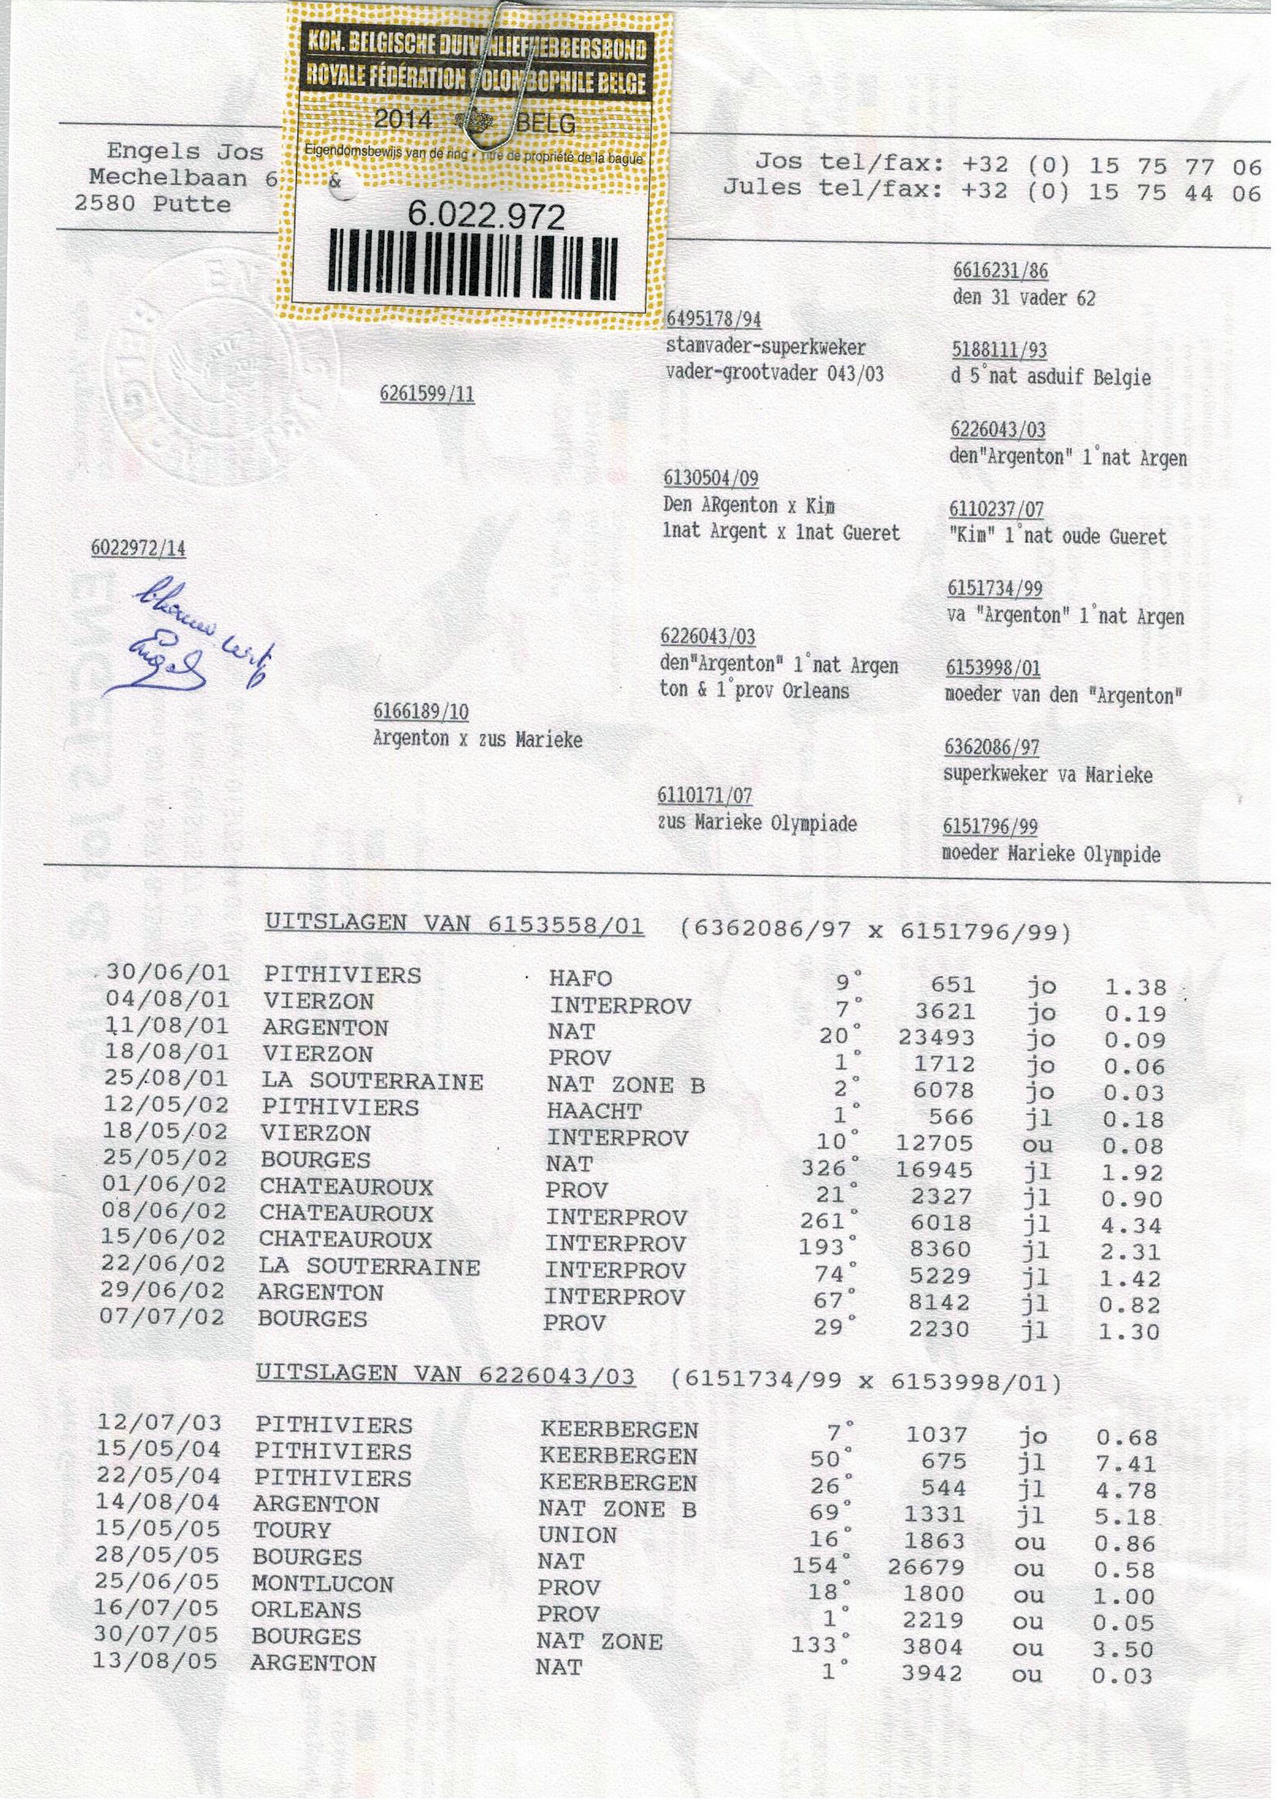 KON. BELGISCHE DUIVENLIEFHEBBERSBOND
ROYALE FÉDÉRATION COLOMBOPHILE BELGE
2014 BELG
Eigendomsbewijs van de ring - Titre de propriété de la bague
&
6.022.972
Engels Jos
Mechelbaan 6
2580 Putte
Jos tel/fax: +32 (0) 15 75 77 06
Jules tel/fax: +32 (0) 15 75 44 06
6022972/14
6261599/11
6166189/10
Argenton x zus Marieke
6495178/94
stamvader-superkweker
vader-grootvader 043/03
6130504/09
Den ARgenton x Kim
1nat Argent x 1nat Gueret
6226043/03
den"Argenton" 1°nat Argen
ton & 1°prov Orleans
6110171/07
zus Marieke Olympiade
6616231/86
den 31 vader 62
5188111/93
d 5°nat asduif Belgie
6226043/03
den"Argenton" 1°nat Argen
6110237/07
"Kim" 1°nat oude Gueret
6151734/99
va "Argenton" 1°nat Argen
6153998/01
moeder van den "Argenton"
6362086/97
superkweker va Marieke
6151796/99
moeder Marieke Olympide
UITSLAGEN VAN 6153558/01 (6362086/97 x 6151796/99)
30/06/01 PITHIVIERS HAFO 9° 651 jo 1.38
04/08/01 VIERZON INTERPROV 7° 3621 jo 0.19
11/08/01 ARGENTON NAT 20° 23493 jo 0.09
18/08/01 VIERZON PROV 1° 1712 jo 0.06
25/08/01 LA SOUTERRAINE NAT ZONE B 2° 6078 jo 0.03
12/05/02 PITHIVIERS HAACHT 1° 566 jl 0.18
18/05/02 VIERZON INTERPROV 10° 12705 ou 0.08
25/05/02 BOURGES NAT 326° 16945 jl 1.92
01/06/02 CHATEAUROUX PROV 21° 2327 jl 0.90
08/06/02 CHATEAUROUX INTERPROV 261° 6018 jl 4.34
15/06/02 CHATEAUROUX INTERPROV 193° 8360 jl 2.31
22/06/02 LA SOUTERRAINE INTERPROV 74° 5229 jl 1.42
29/06/02 ARGENTON INTERPROV 67° 8142 jl 0.82
07/07/02 BOURGES PROV 29° 2230 jl 1.30
UITSLAGEN VAN 6226043/03 (6151734/99 x 6153998/01)
12/07/03 PITHIVIERS KEERBERGEN 7° 1037 jo 0.68
15/05/04 PITHIVIERS KEERBERGEN 50° 675 jl 7.41
22/05/04 PITHIVIERS KEERBERGEN 26° 544 jl 4.78
14/08/04 ARGENTON NAT ZONE B 69° 1331 jl 5.18
15/05/05 TOURY UNION 16° 1863 ou 0.86
28/05/05 BOURGES NAT 154° 26679 ou 0.58
25/06/05 MONTLUCON PROV 18° 1800 ou 1.00
16/07/05 ORLEANS PROV 1° 2219 ou 0.05
30/07/05 BOURGES NAT ZONE 133° 3804 ou 3.50
13/08/05 ARGENTON NAT 1° 3942 ou 0.03